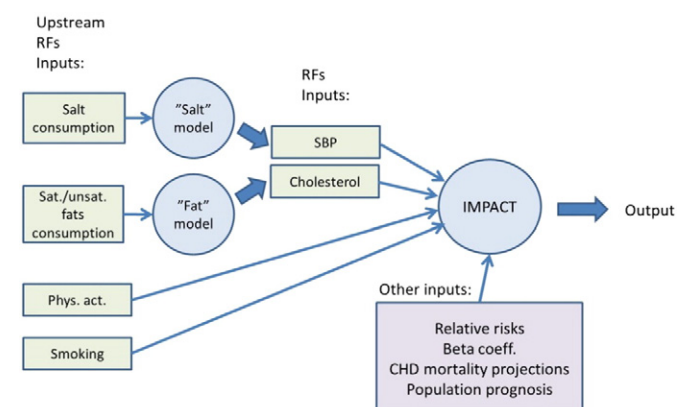 Upstream
RFs
Inputs:
RFs
Inputs:
Salt
consumption
"Salt"
model
SBP
Cholesterol
Sat./unsat.
fats
consumption
"Fat"
model
IMPACT
Output
Phys. act.
Smoking
Other inputs:
Relative risks
Beta coeff.
CHD mortality projections
Population prognosis